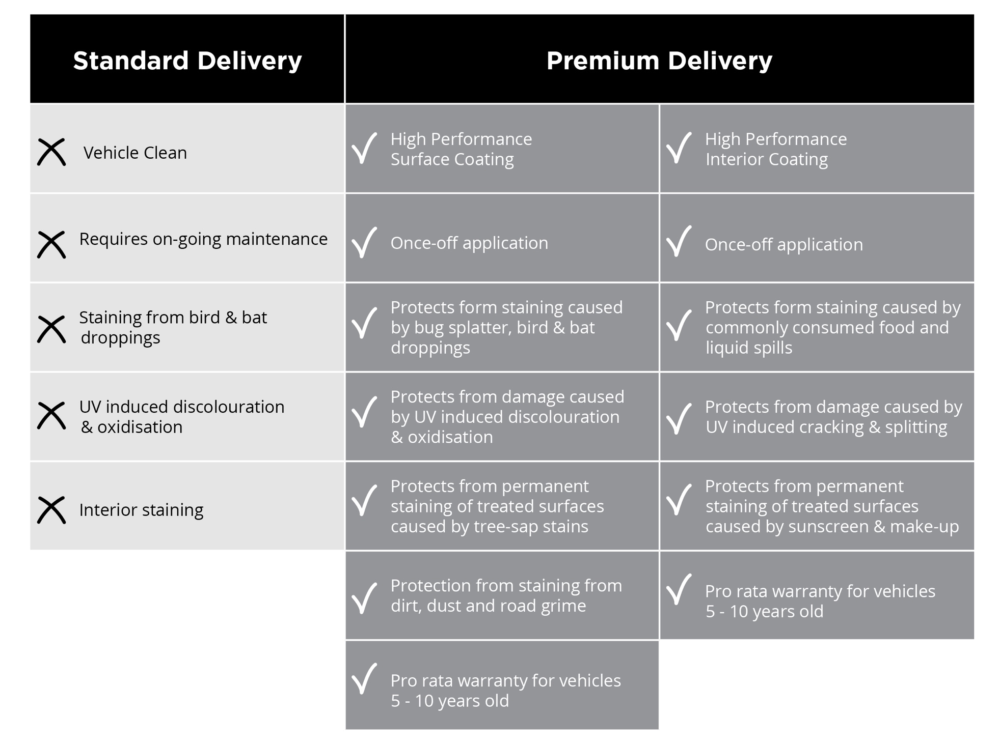 Standard Delivery
Premium Delivery
Vehicle Clean
High Performance
Surface Coating
High Performance
Interior Coating
Requires on-going maintenance
Once-off application
Once-off application
Staining from bird & bat
droppings
Protects form staining caused
by bug splatter, bird & bat
droppings
Protects form staining caused by
commonly consumed food and
liquid spills
UV induced discolouration
& oxidisation
Protects from damage caused
by UV induced discolouration
& oxidisation
Protects from damage caused by
UV induced cracking & splitting
Interior staining
Protects from permanent
staining of treated surfaces
caused by tree-sap stains
Protects from permanent
staining of treated surfaces
caused by sunscreen & make-up
Protection from staining from
dirt, dust and road grime
Pro rata warranty for vehicles
5 - 10 years old
Pro rata warranty for vehicles
5 - 10 years old